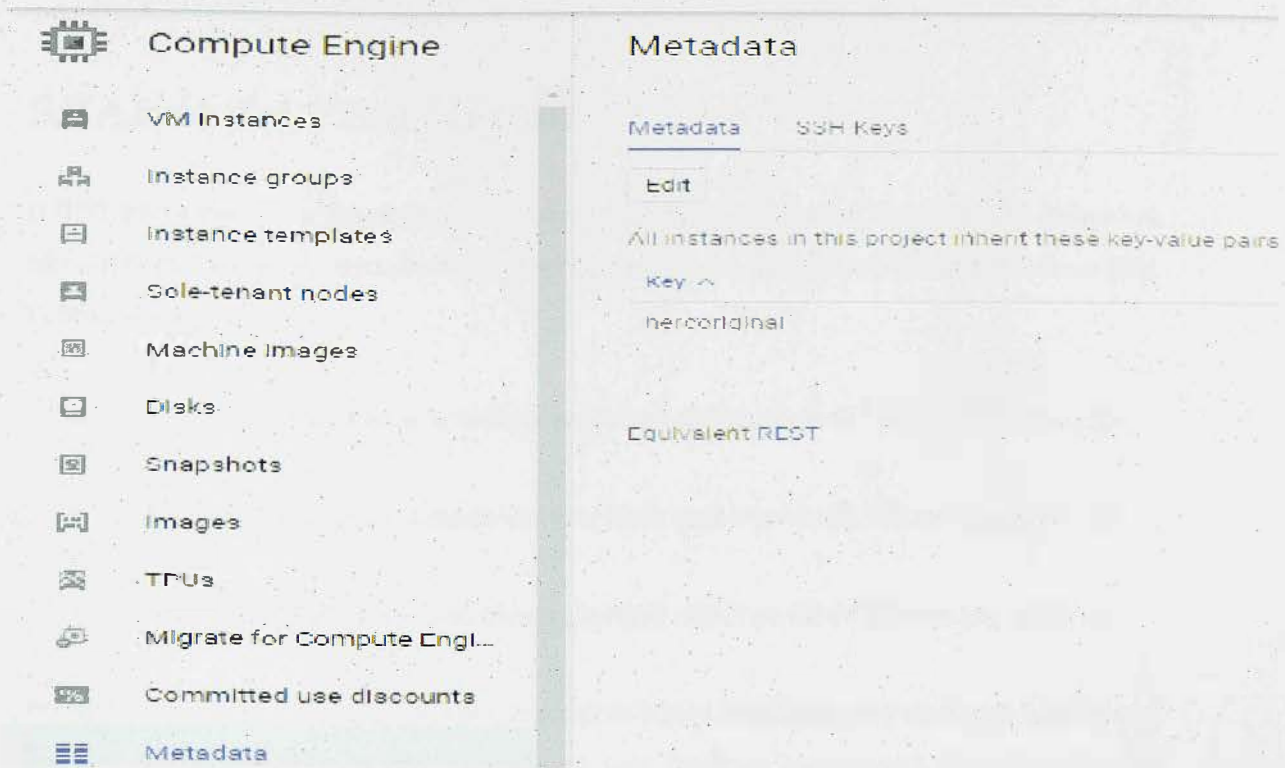 Compute Engine
VM Instances
Instance groups
Instance templates
Sole-tenant nodes
Machine Images
Disks
Snapshots
Images
TPUs
Migrate for Compute Engi...
Committed use discounts
Metadata
Metadata
Metadata SSH Keys
Edit
All instances in this project inherit these key-value pairs
Key
hercoriginal
Equivalent REST